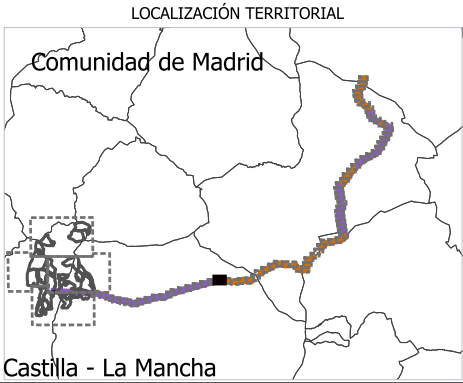 LOCALIZACIÓN TERRITORIAL
Comunidad de Madrid
Castilla - La Mancha